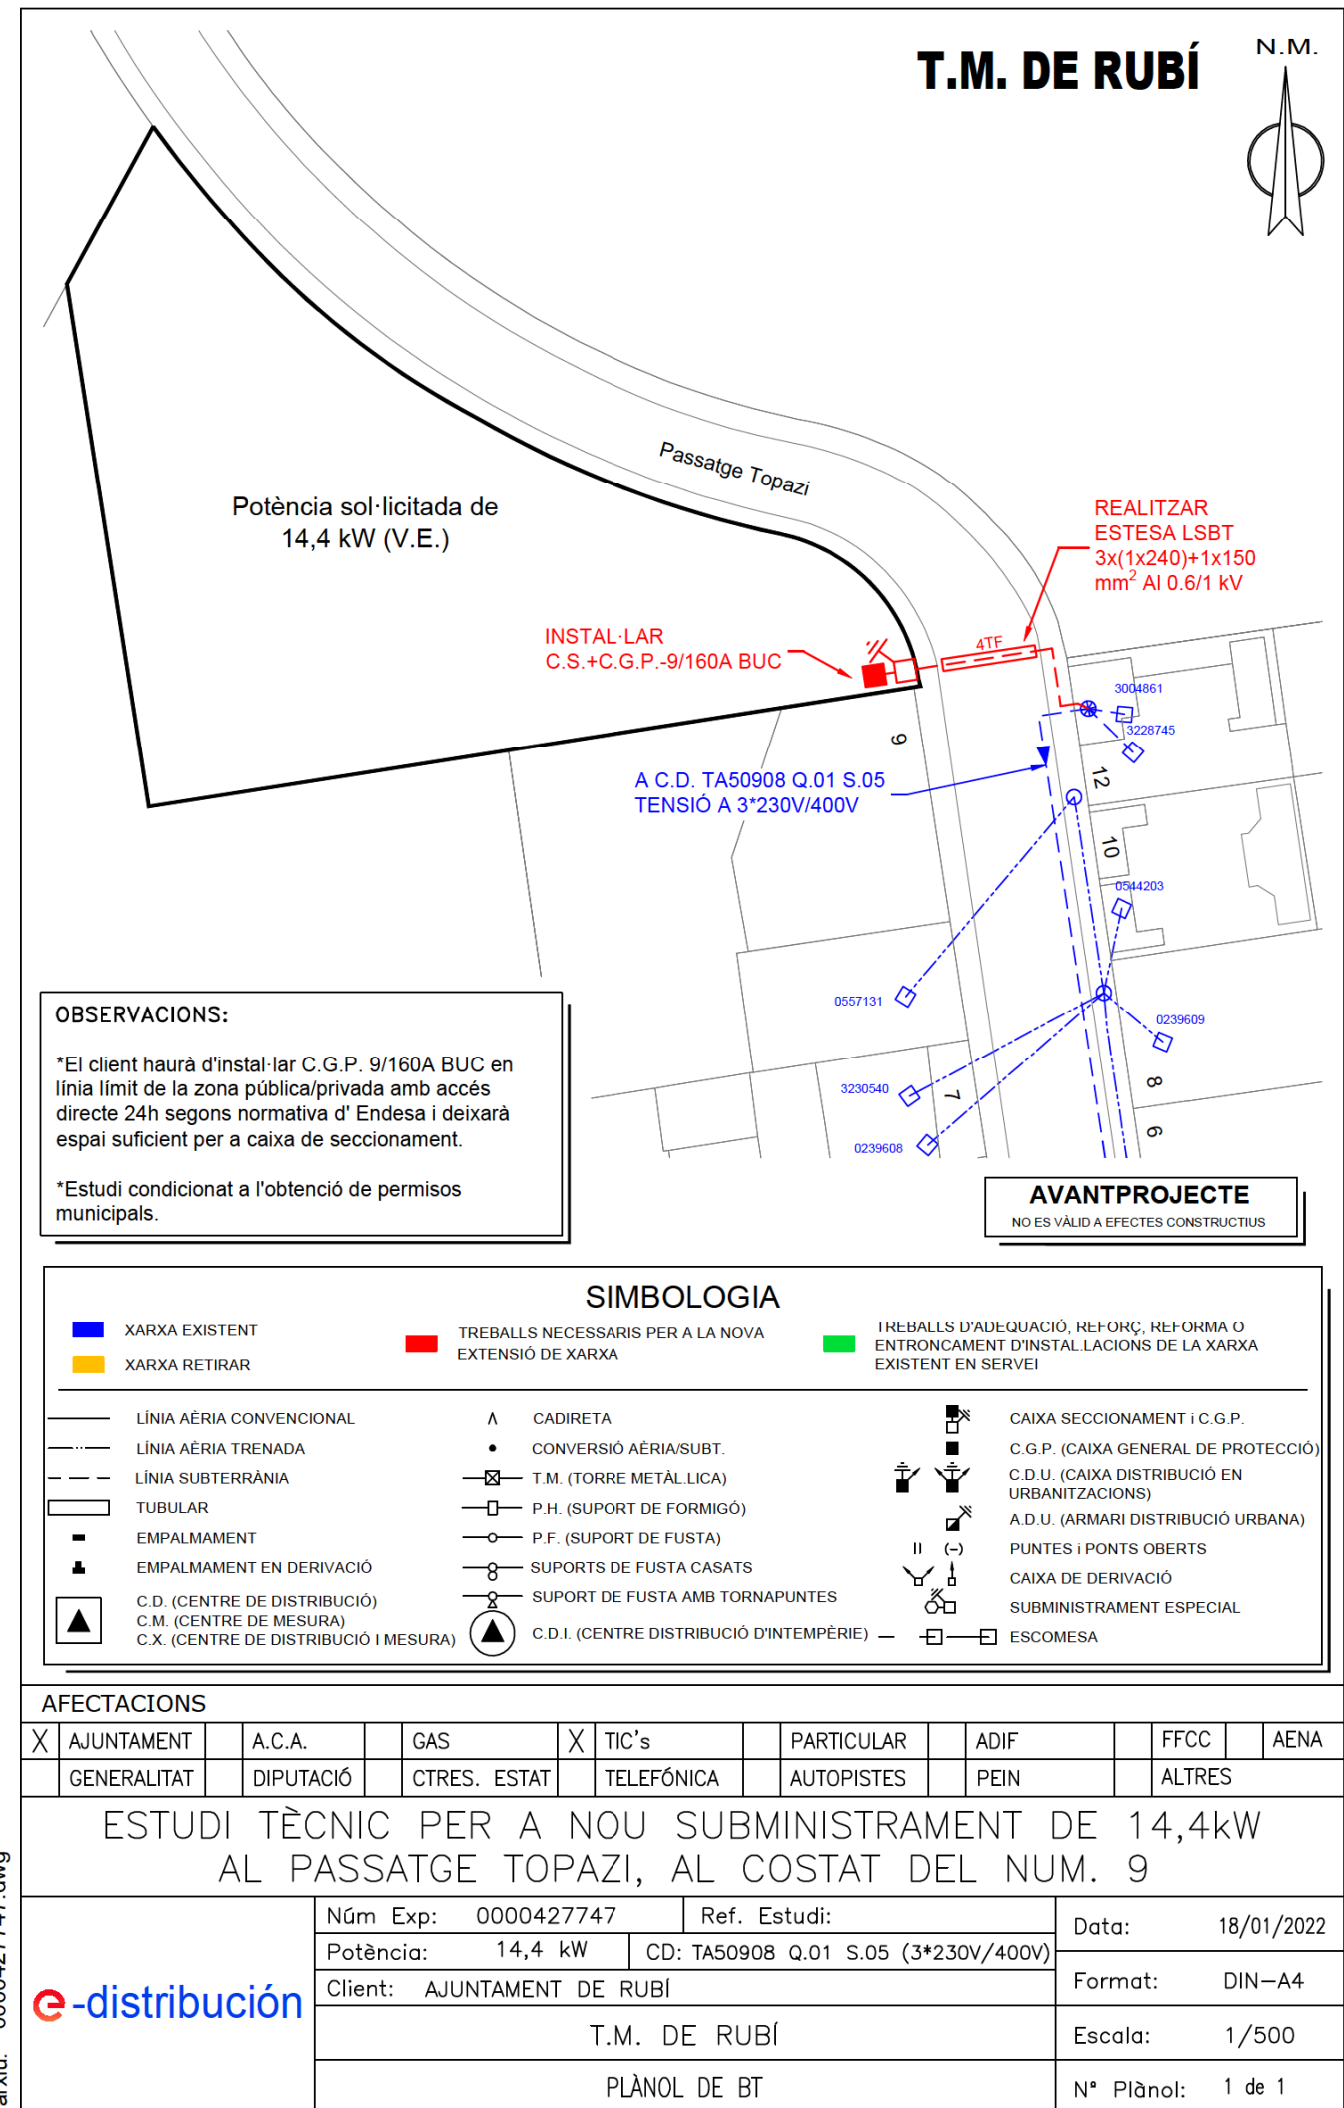 T.M. DE RUBÍ
N.M.
Passatge Topazi
Potència sol·licitada de
14,4 kW (V.E.)
REALITZAR
ESTESA LSBT
3x(1x240)+1x150
mm² Al 0.6/1 kV
INSTAL·LAR
C.S.+C.G.P.-9/160A BUC
4TF
3004861
3228745
9
12
A C.D. TA50908 Q.01 S.05
TENSIÓ A 3*230V/400V
10
0544203
0557131
0239609
3230540
7
8
0239608
6
OBSERVACIONS:
*El client haurà d'instal·lar C.G.P. 9/160A BUC en
línia límit de la zona pública/privada amb accés
directe 24h segons normativa d' Endesa i deixarà
espai suficient per a caixa de seccionament.
*Estudi condicionat a l'obtenció de permisos
municipals.
AVANTPROJECTE
NO ES VÀLID A EFECTES CONSTRUCTIUS
SIMBOLOGIA
XARXA EXISTENT
XARXA RETIRAR
TREBALLS NECESSARIS PER A LA NOVA
EXTENSIÓ DE XARXA
TREBALLS D'ADEQUACIÓ, REFORÇ, REFORMA O
ENTRONCAMENT D'INSTAL.LACIONS DE LA XARXA
EXISTENT EN SERVEI
LÍNIA AÈRIA CONVENCIONAL
LÍNIA AÈRIA TRENADA
LÍNIA SUBTERRÀNIA
TUBULAR
EMPALMAMENT
EMPALMAMENT EN DERIVACIÓ
C.D. (CENTRE DE DISTRIBUCIÓ)
C.M. (CENTRE DE MESURA)
C.X. (CENTRE DE DISTRIBUCIÓ I MESURA)
CADIRETA
CONVERSIÓ AÈRIA/SUBT.
T.M. (TORRE METÀL.LICA)
P.H. (SUPORT DE FORMIGÓ)
P.F. (SUPORT DE FUSTA)
SUPORTS DE FUSTA CASATS
SUPORT DE FUSTA AMB TORNAPUNTES
C.D.I. (CENTRE DISTRIBUCIÓ D'INTEMPÈRIE)
CAIXA SECCIONAMENT i C.G.P.
C.G.P. (CAIXA GENERAL DE PROTECCIÓ)
C.D.U. (CAIXA DISTRIBUCIÓ EN
URBANITZACIONS)
A.D.U. (ARMARI DISTRIBUCIÓ URBANA)
PUNTES i PONTS OBERTS
CAIXA DE DERIVACIÓ
SUBMINISTRAMENT ESPECIAL
ESCOMESA
AFECTACIONS
X AJUNTAMENT A.C.A. GAS X TIC's PARTICULAR ADIF FFCC AENA
GENERALITAT DIPUTACIÓ CTRES. ESTAT TELEFÓNICA AUTOPISTES PEIN ALTRES
ESTUDI TÈCNIC PER A NOU SUBMINISTRAMENT DE 14,4kW
AL PASSATGE TOPAZI, AL COSTAT DEL NUM. 9
arxiu: 0000427747.dwg
e-distribución
Núm Exp: 0000427747 Ref. Estudi:
Potència: 14,4 kW CD: TA50908 Q.01 S.05 (3*230V/400V)
Client: AJUNTAMENT DE RUBÍ
T.M. DE RUBÍ
PLÀNOL DE BT
Data: 18/01/2022
Format: DIN-A4
Escala: 1/500
Nº Plànol: 1 de 1